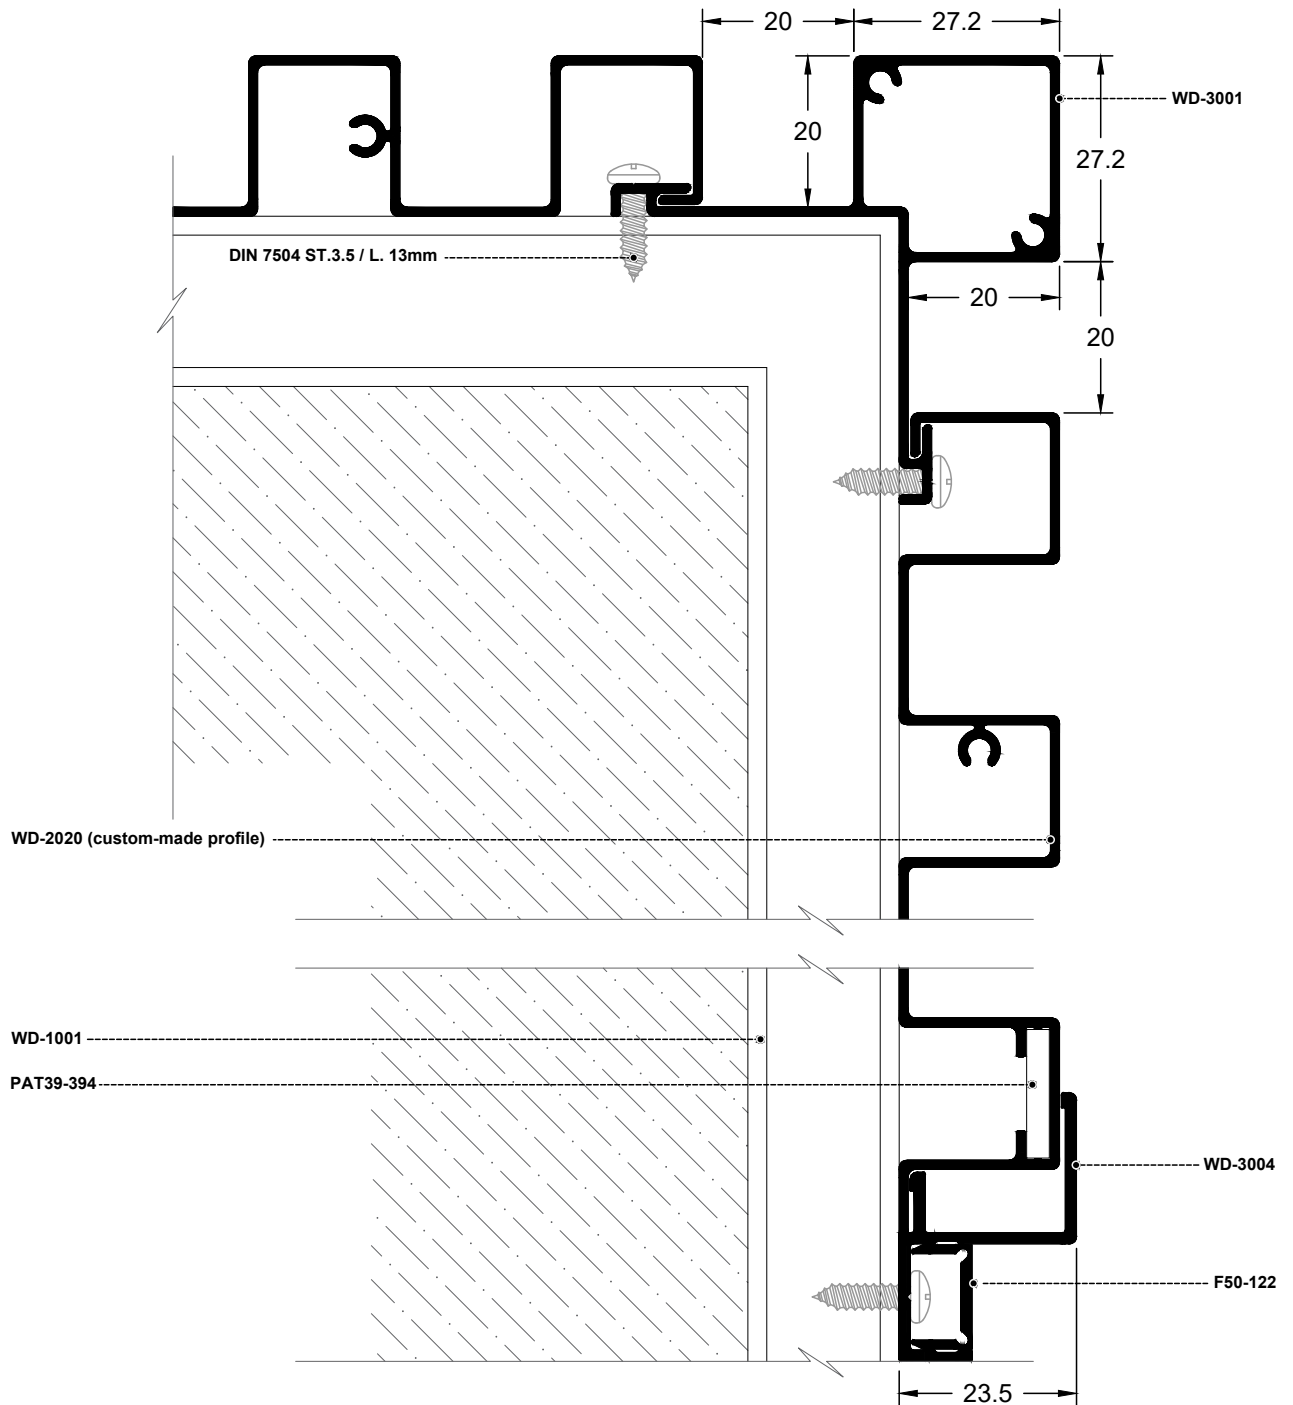 20
27.2
WD-3001
20
27.2
DIN 7504 ST.3.5 / L. 13mm
20
20
WD-2020 (custom-made profile)
WD-1001
PAT39-394
WD-3004
F50-122
23.5